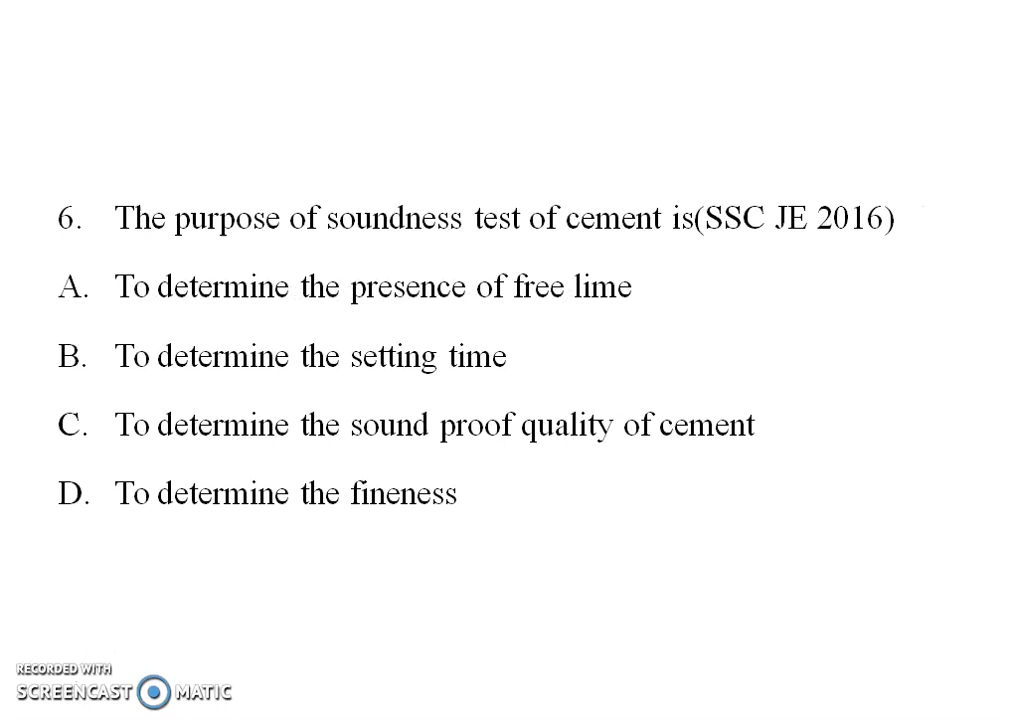 6. The purpose of soundness test of cement is(SSC JE 2016)
A. To determine the presence of free lime
B. To determine the setting time
C. To determine the sound proof quality of cement
D. To determine the fineness
RECORDED WITH
SCREENCAST MATIC